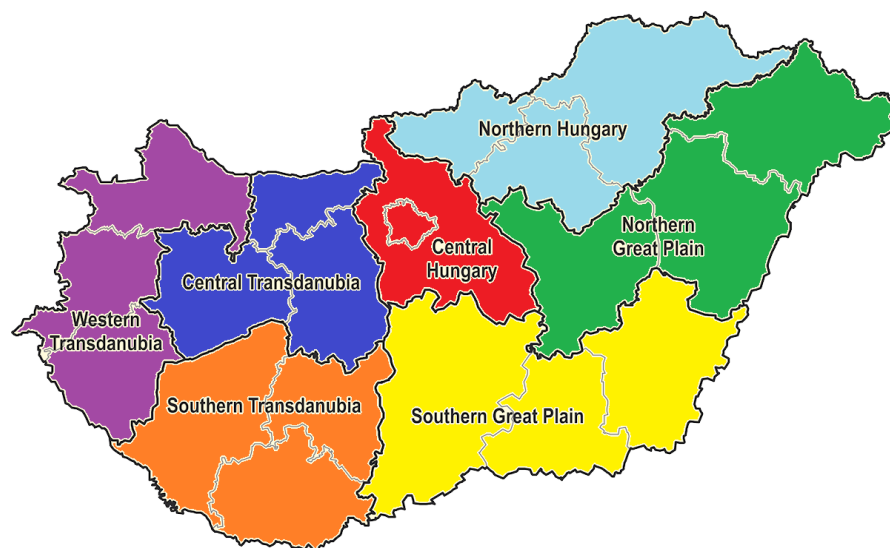 Northern Hungary
Northern
Great Plain
Central
Hungary
Central Transdanubia
Western
Transdanubia
Southern Transdanubia
Southern Great Plain